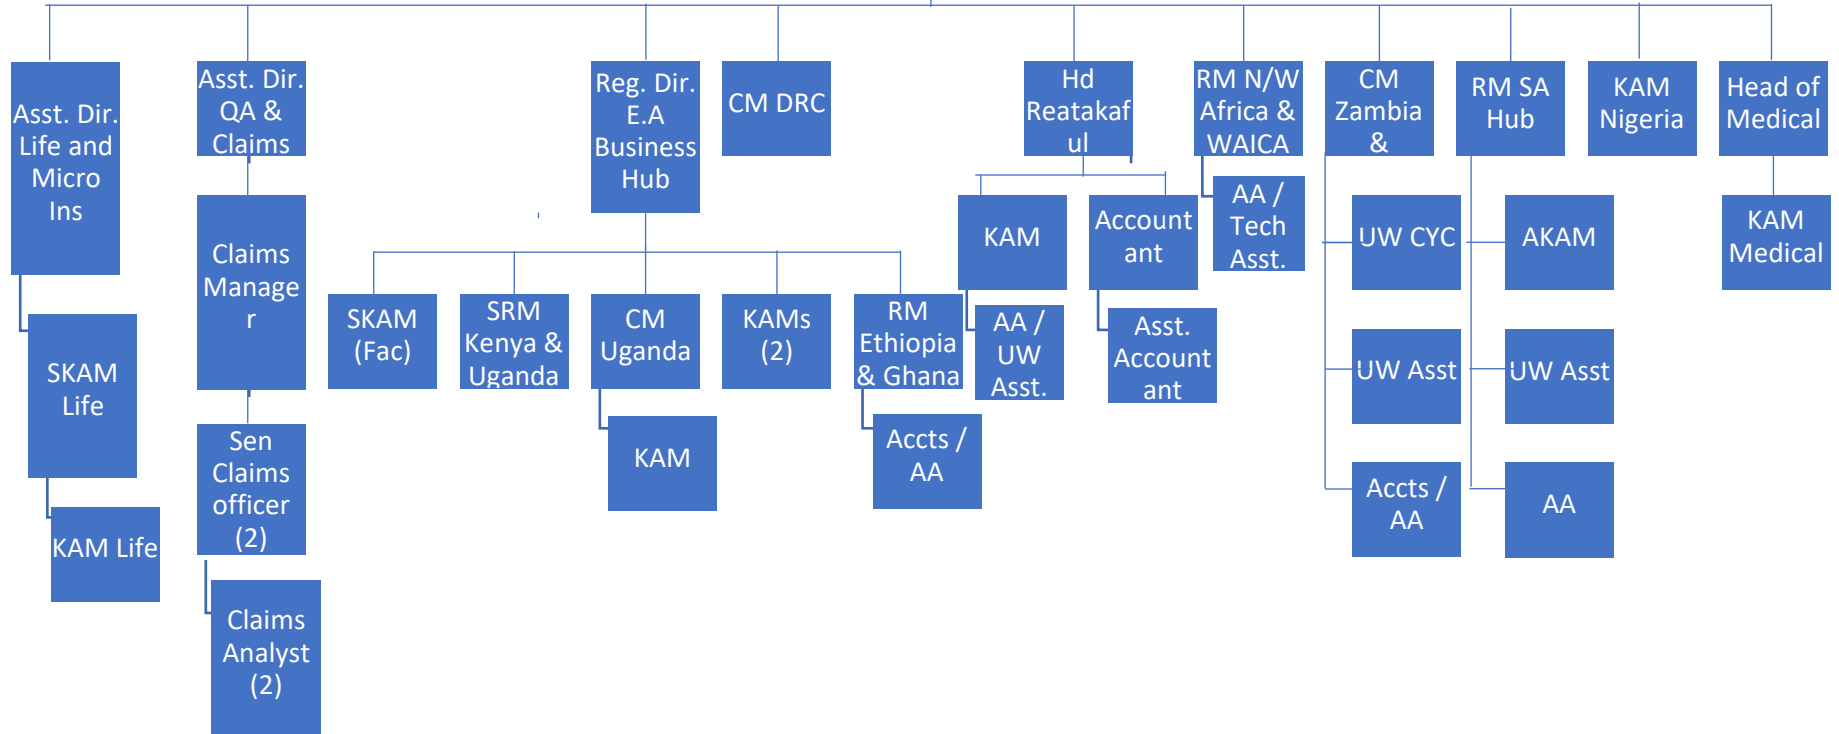 Asst. Dir.
Life and
Micro
Ins
SKAM
Life
KAM Life
Asst. Dir.
QA &
Claims
Claims
Manage
r
Sen
Claims
officer
(2)
Claims
Analyst
(2)
Reg. Dir.
E.A
Business
Hub
SKAM
(Fac)
SRM
Kenya &
Uganda
CM
Uganda
KAM
KAMs
(2)
RM
Ethiopia
& Ghana
Accts /
AA
CM DRC
Hd
Reatakaf
ul
KAM
AA /
UW
Asst.
Account
ant
Asst.
Account
ant
RM N/W
Africa &
WAICA
AA /
Tech
Asst.
CM
Zambia
&
UW CYC
UW Asst
Accts /
AA
RM SA
Hub
AKAM
UW Asst
AA
KAM
Nigeria
Head of
Medical
KAM
Medical